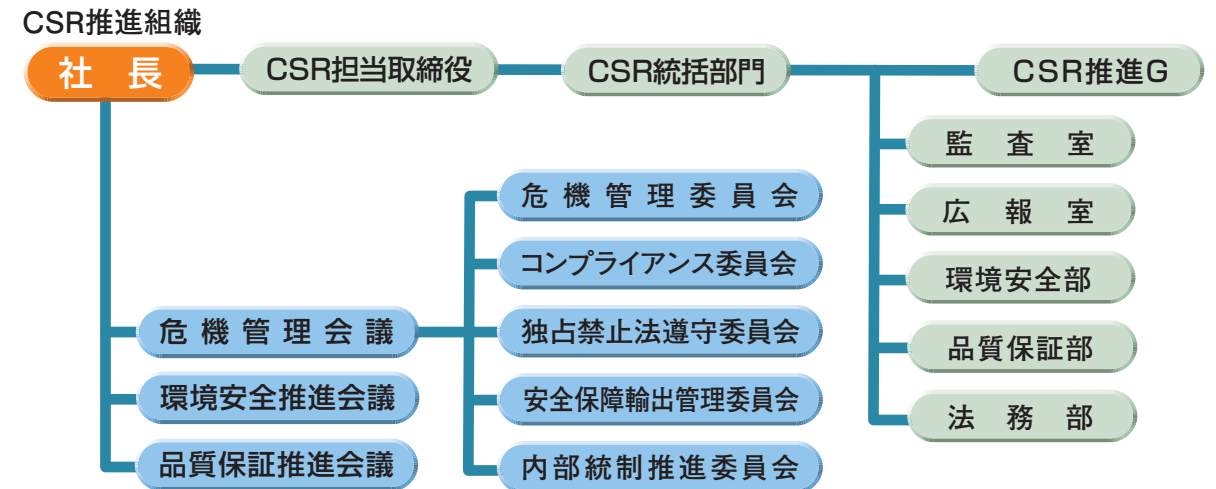 CSR推進組織
社長
CSR担当取締役
CSR統括部門
CSR推進G
監査室
広報室
環境安全部
品質保証部
法務部
危機管理会議
環境安全推進会議
品質保証推進会議
危機管理委員会
コンプライアンス委員会
独占禁止法遵守委員会
安全保障輸出管理委員会
内部統制推進委員会